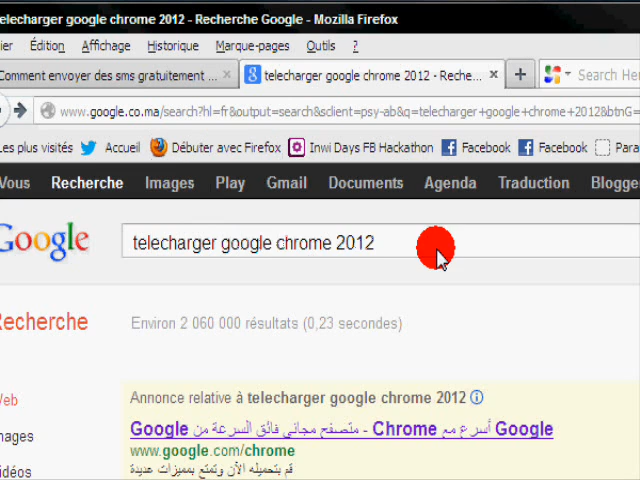 elecharger google chrome 2012 - Recherche Google - Mozilla Firefox
ier Édition Affichage Historique Marque-pages Outils ?
Comment envoyer des sms gratuitement ... × telecharger google chrome 2012 - Reche... × + Search Her
www.google.co.ma/search?hl=fr&output=search&sclient=psy-ab&q=telecharger+google+chrome+2012&btnG=
Les plus visités Accueil Débuter avec Firefox Inwi Days FB Hackathon Facebook Facebook Para
Vous Recherche Images Play Gmail Documents Agenda Traduction Blogge
Google telecharger google chrome 2012
Recherche Environ 2 060 000 résultats (0,23 secondes)
Web Annonce relative à telecharger google chrome 2012
mages Google أسرع مع Chrome - متصفح مجاني فائق السرعة من Google
www.google.com/chrome
idéos قم بتحميله الآن وتمتع بمميزات عديدة